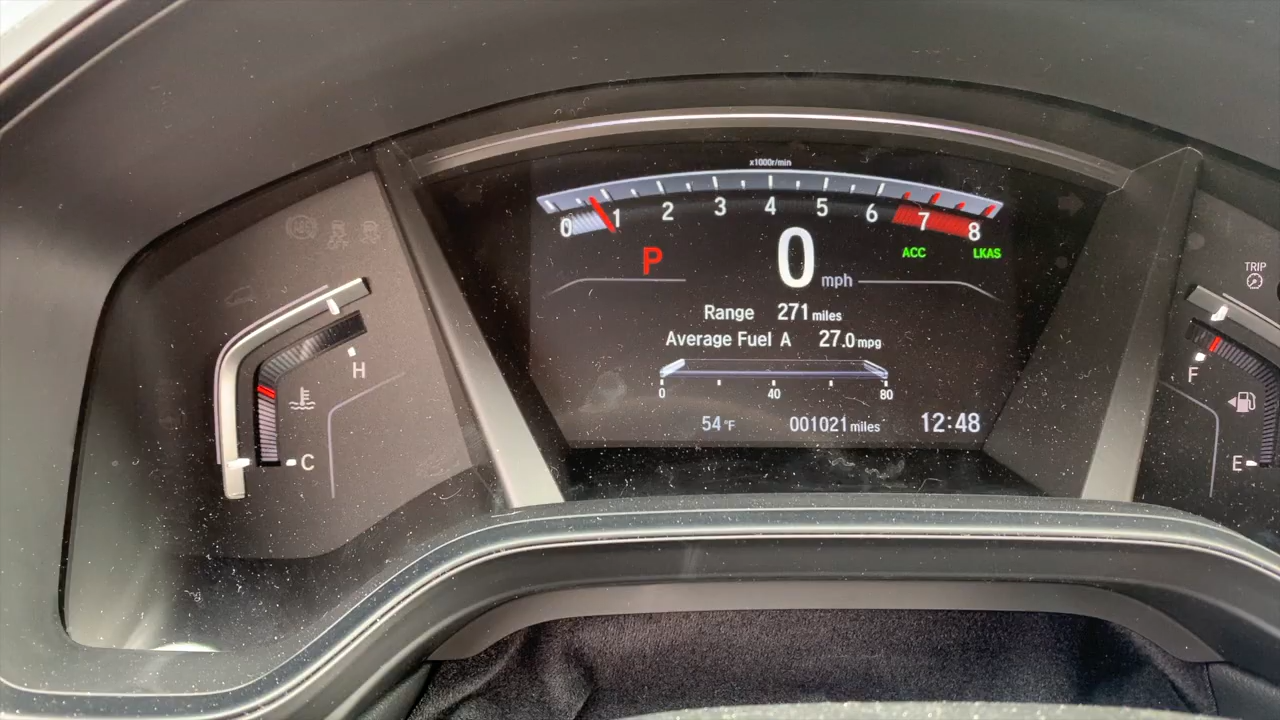 x1000r/min
0 1 2 3 4 5 6 7 8
P
0 mph
ACC
LKAS
Range 271 miles
Average Fuel A 27.0 mpg
0 40 80
54 °F 001021 miles 12:48
H
C
TRIP
F
E